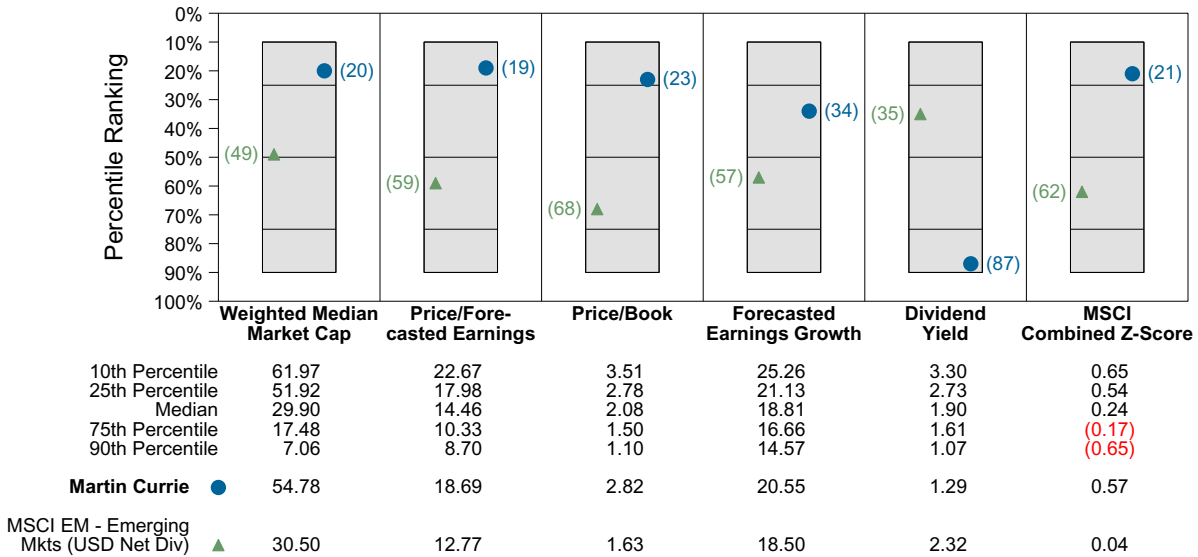 Percentile Ranking
0%
10%
20%
30%
40%
50%
60%
70%
80%
90%
100%
(20)
(49)
(19)
(59)
(23)
(68)
(34)
(57)
(35)
(87)
(21)
(62)
Weighted Median
Market Cap
Price/Fore-
casted Earnings
Price/Book
Forecasted
Earnings Growth
Dividend
Yield
MSCI
Combined Z-Score
10th Percentile 61.97 22.67 3.51 25.26 3.30 0.65
25th Percentile 51.92 17.98 2.78 21.13 2.73 0.54
Median 29.90 14.46 2.08 18.81 1.90 0.24
75th Percentile 17.48 10.33 1.50 16.66 1.61 (0.17)
90th Percentile 7.06 8.70 1.10 14.57 1.07 (0.65)
Martin Currie 54.78 18.69 2.82 20.55 1.29 0.57
MSCI EM - Emerging
Mkts (USD Net Div) 30.50 12.77 1.63 18.50 2.32 0.04